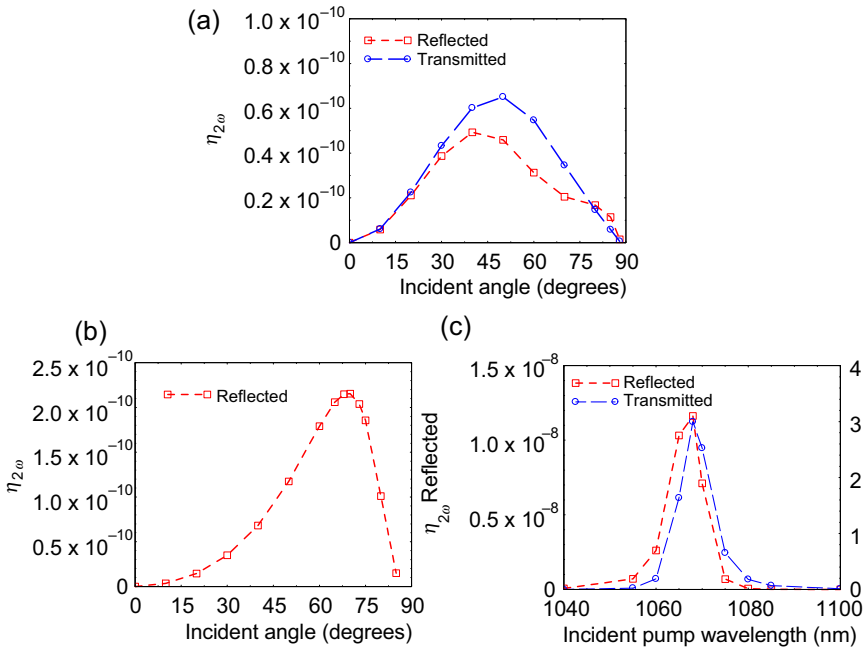 (a)
1.0 x 10⁻¹⁰
0.8 x 10⁻¹⁰
0.6 x 10⁻¹⁰
0.4 x 10⁻¹⁰
0.2 x 10⁻¹⁰
0
η2ω
Reflected
Transmitted
0 15 30 45 60 75 90
Incident angle (degrees)
(b)
2.5 x 10⁻¹⁰
2.0 x 10⁻¹⁰
1.5 x 10⁻¹⁰
1.0 x 10⁻¹⁰
0.5 x 10⁻¹⁰
0
η2ω
Reflected
0 15 30 45 60 75 90
Incident angle (degrees)
(c)
1.5 x 10⁻⁸
1.0 x 10⁻⁸
0.5 x 10⁻⁸
0
η2ω Reflected
Reflected
Transmitted
4
3
2
1
0
1040 1060 1080 1100
Incident pump wavelength (nm)